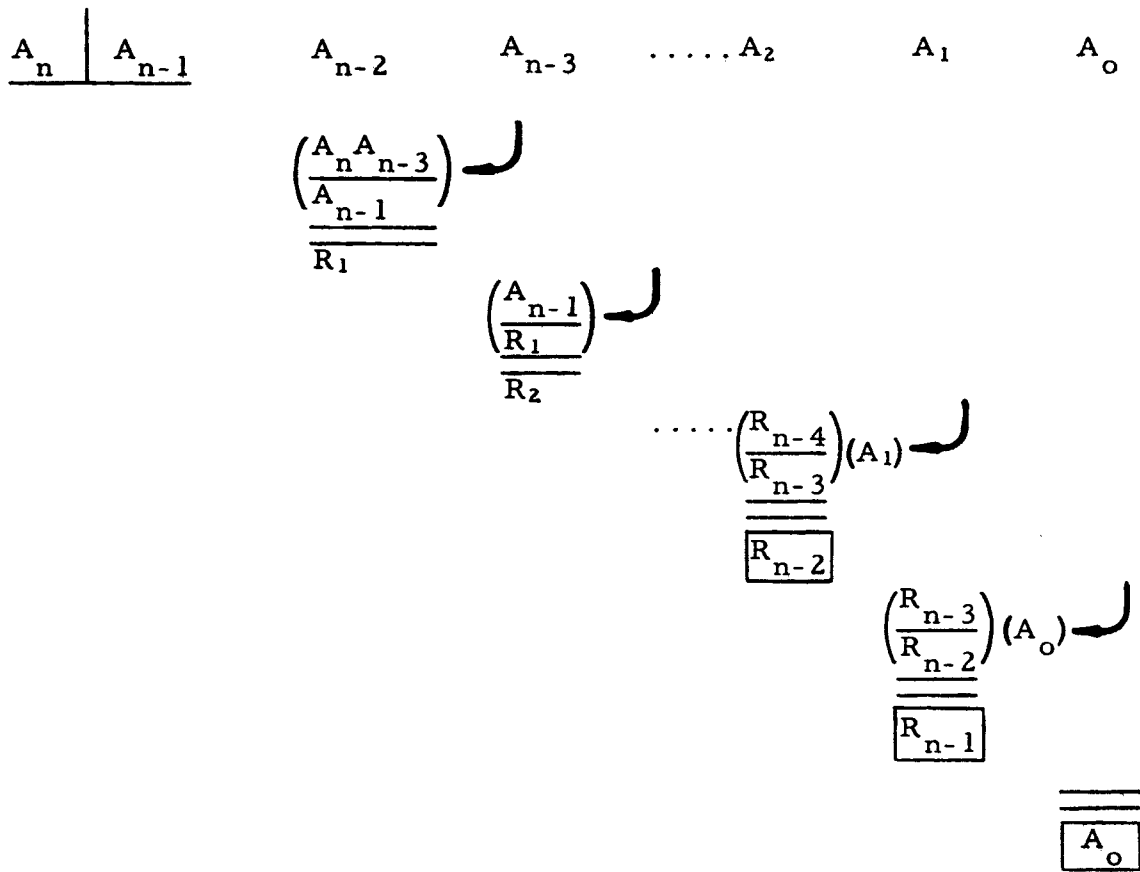 A_n | A_{n-1} A_{n-2} A_{n-3} ..... A_2 A_1 A_o
(A_n A_{n-3} / A_{n-1})
R_1
(A_{n-1} / R_1)
R_2
..... (R_{n-4} / R_{n-3}) (A_1)
R_{n-2}
(R_{n-3} / R_{n-2}) (A_o)
R_{n-1}
A_o